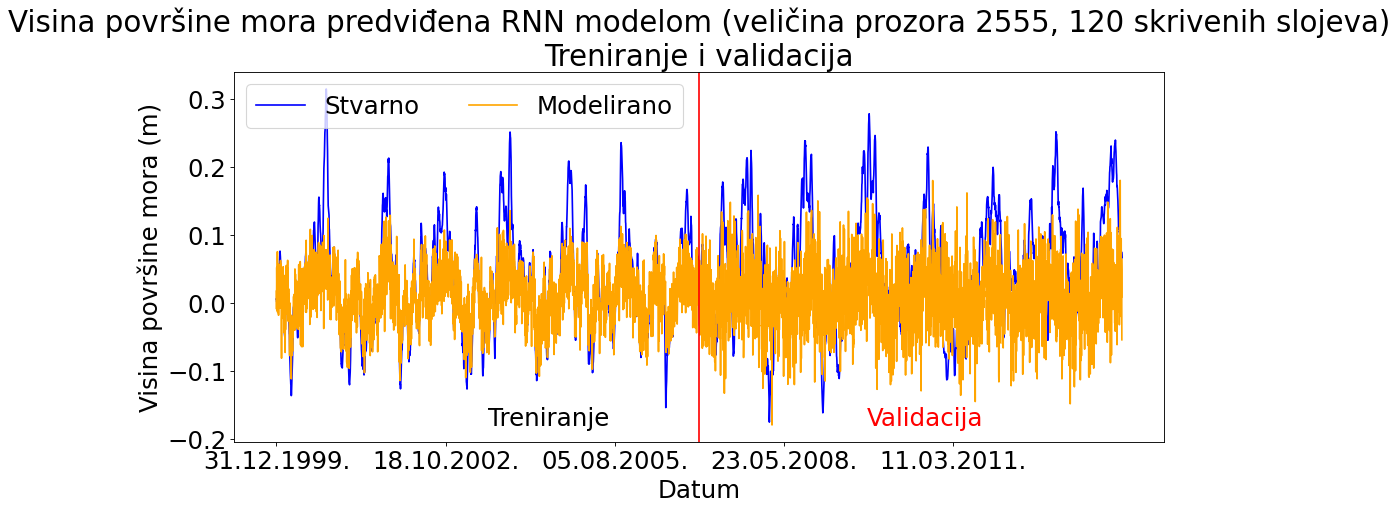 Visina površine mora predviđena RNN modelom (veličina prozora 2555, 120 skrivenih slojeva)
Treniranje i validacija
Stvarno
Modelirano
Visina površine mora (m)
0.3
0.2
0.1
0.0
−0.1
−0.2
Treniranje
Validacija
31.12.1999.
18.10.2002.
05.08.2005.
23.05.2008.
11.03.2011.
Datum